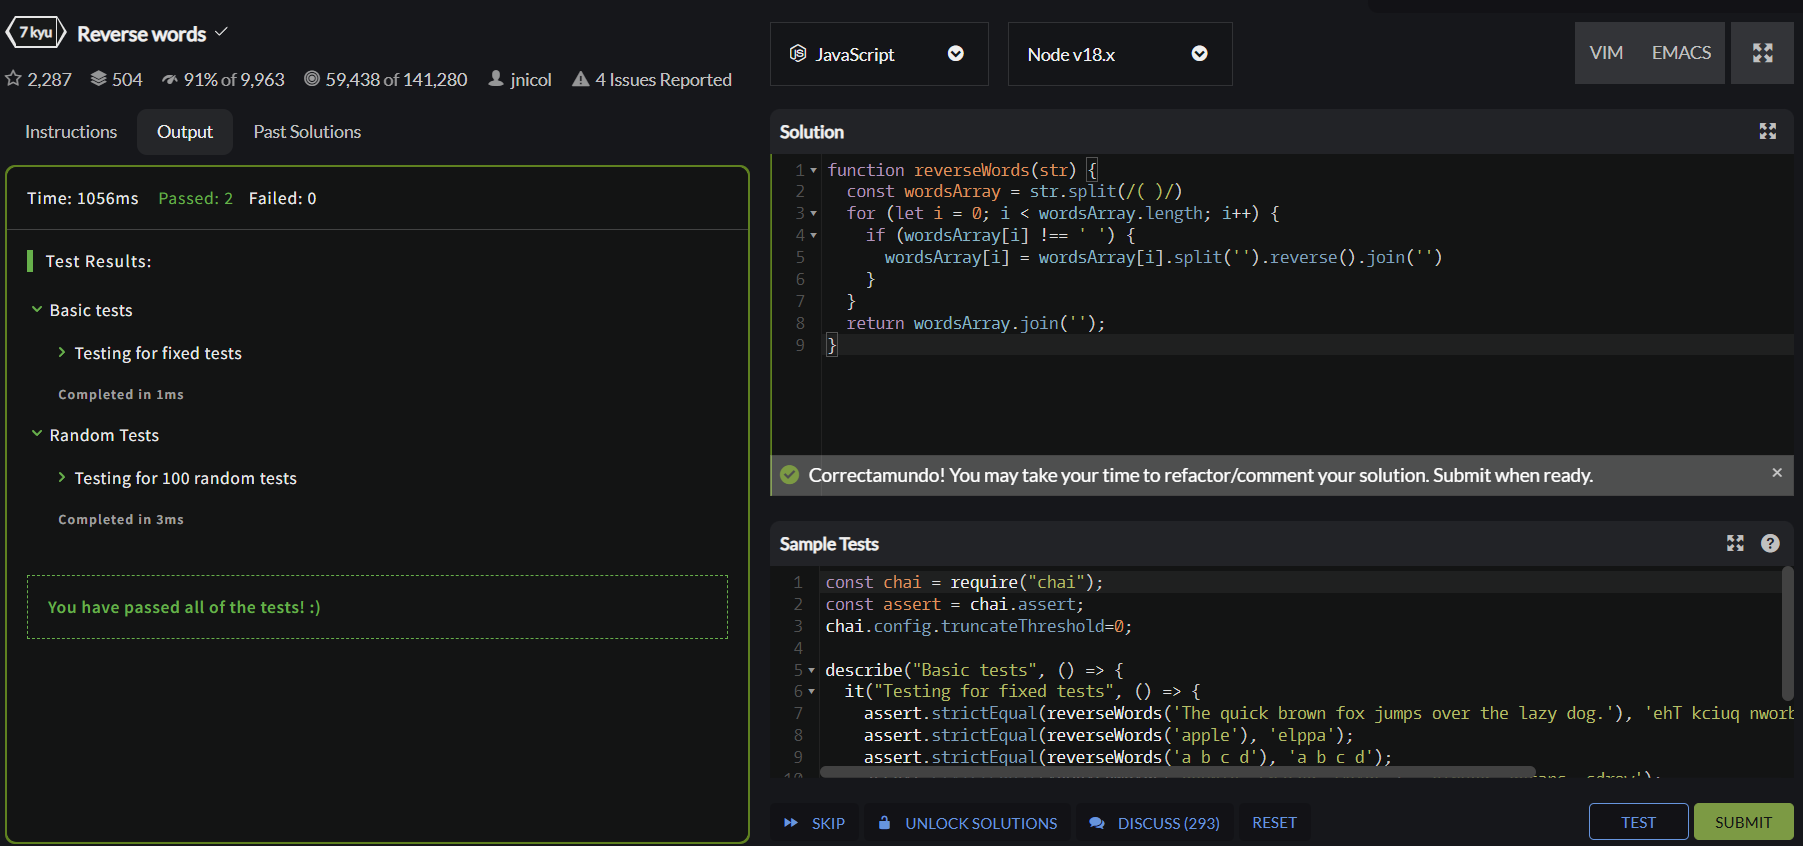 7 kyu Reverse words
2,287 504 91% of 9,963 59,438 of 141,280 jnicol 4 Issues Reported
Instructions Output Past Solutions
Time: 1056ms Passed: 2 Failed: 0
Test Results:
Basic tests
Testing for fixed tests
Completed in 1ms
Random Tests
Testing for 100 random tests
Completed in 3ms
You have passed all of the tests! :)
JS JavaScript Node v18.x VIM EMACS
Solution
1 function reverseWords(str) {
2 const wordsArray = str.split(/( )/)
3 for (let i = 0; i < wordsArray.length; i++) {
4 if (wordsArray[i] !== ' ') {
5 wordsArray[i] = wordsArray[i].split('').reverse().join('')
6 }
7 }
8 return wordsArray.join('');
9 }
Correctamundo! You may take your time to refactor/comment your solution. Submit when ready. ×
Sample Tests ?
1 const chai = require("chai");
2 const assert = chai.assert;
3 chai.config.truncateThreshold=0;
4
5 describe("Basic tests", () => {
6 it("Testing for fixed tests", () => {
7 assert.strictEqual(reverseWords('The quick brown fox jumps over the lazy dog.'), 'ehT kciuq nworb
8 assert.strictEqual(reverseWords('apple'), 'elppa');
9 assert.strictEqual(reverseWords('a b c d'), 'a b c d');
SKIP UNLOCK SOLUTIONS DISCUSS (293) RESET TEST SUBMIT